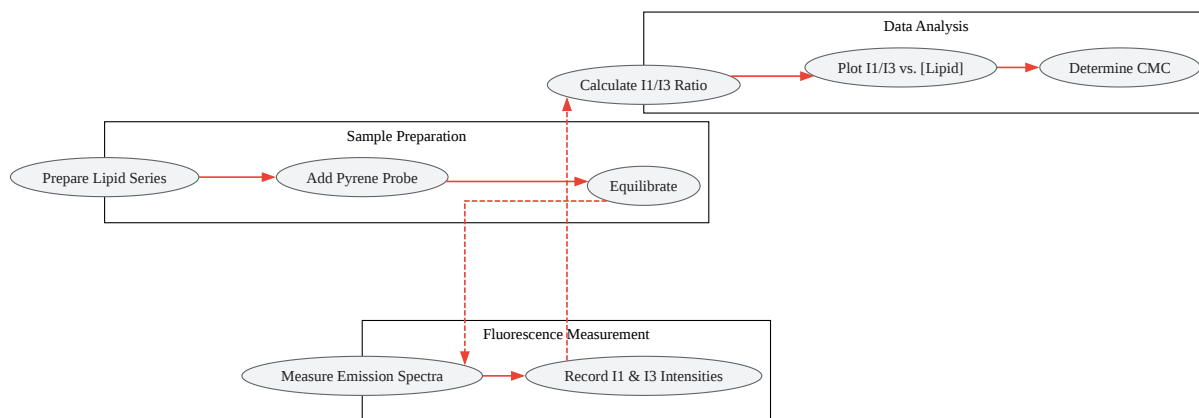 Data Analysis
Calculate I1/I3 Ratio
Plot I1/I3 vs. [Lipid]
Determine CMC
Sample Preparation
Prepare Lipid Series
Add Pyrene Probe
Equilibrate
Fluorescence Measurement
Measure Emission Spectra
Record I1 & I3 Intensities